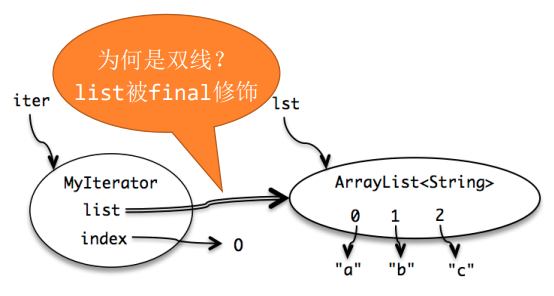 为何是双线?
list被final修饰
iter
lst
MyIterator
list
index
0
ArrayList<String>
0 1 2
"a" "b" "c"